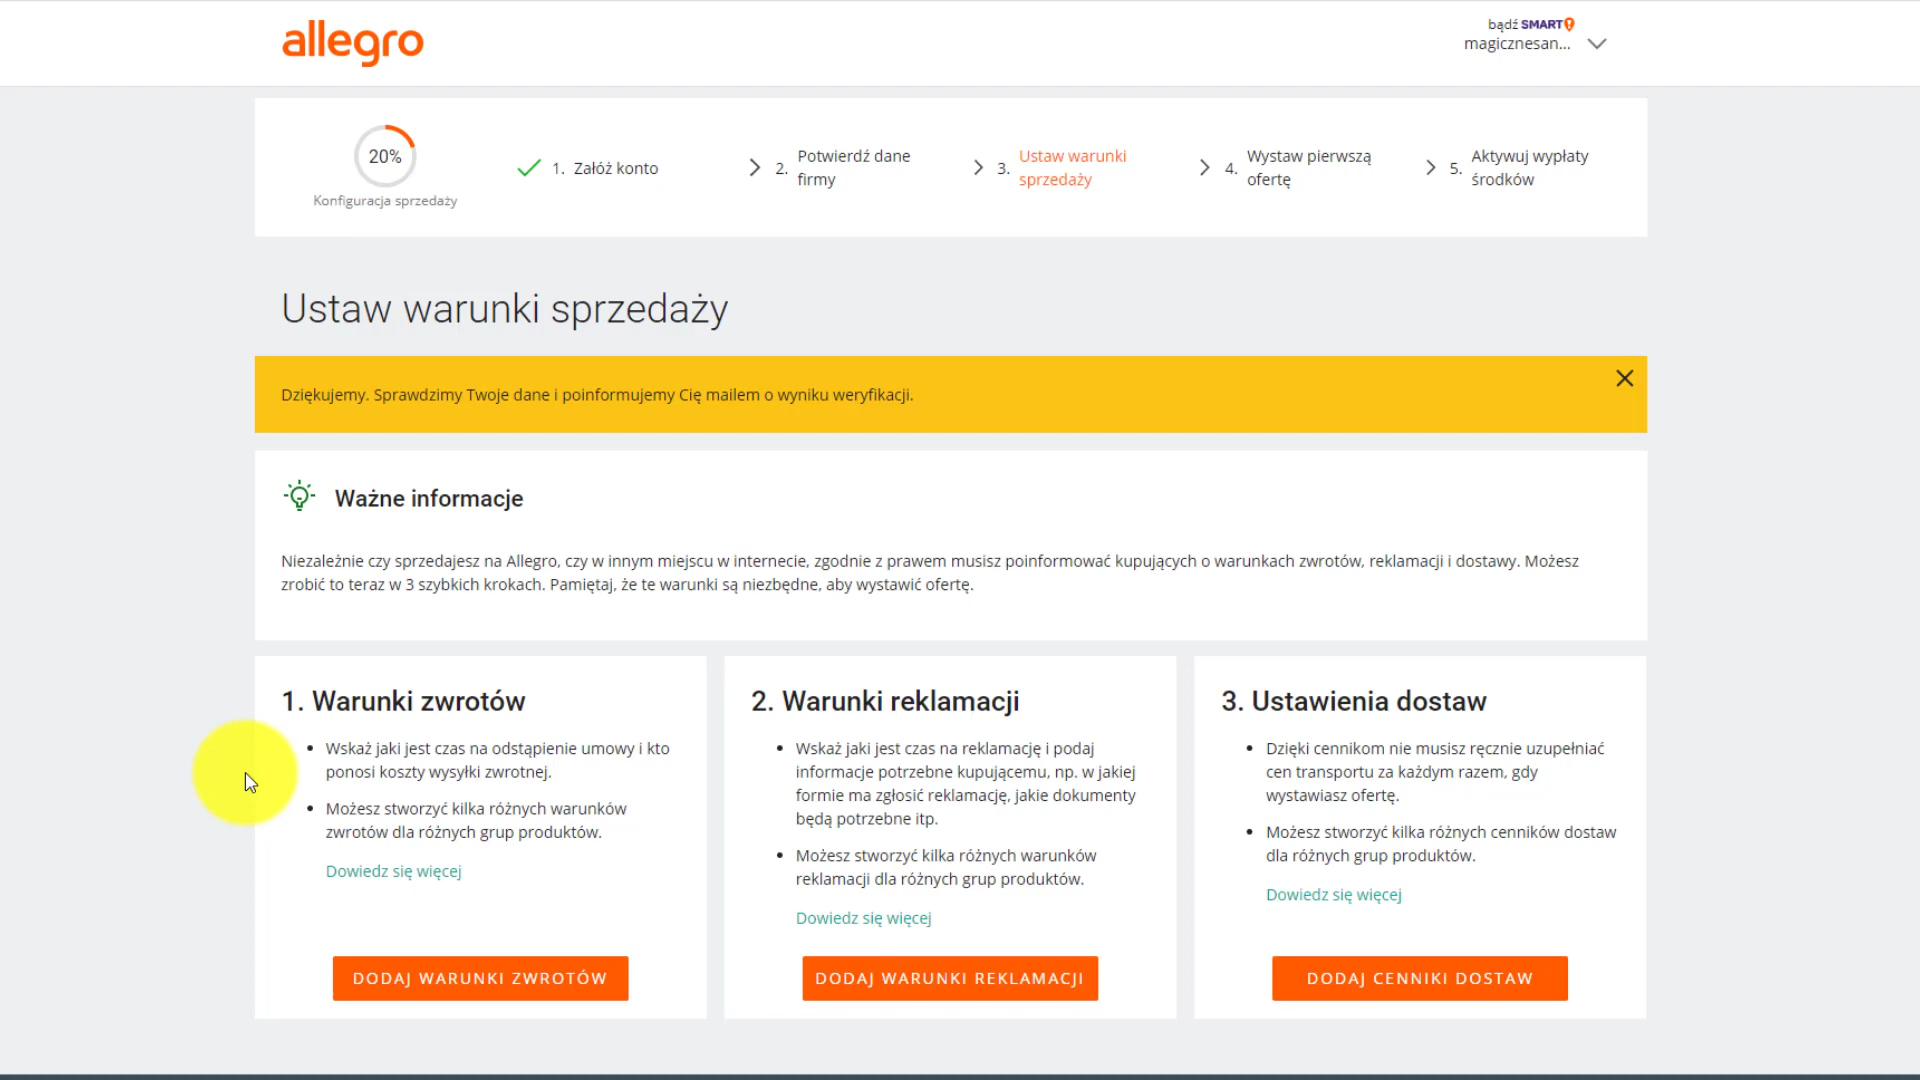 allegro
bądź SMART!
magicznesan...
20%
Konfiguracja sprzedaży
1. Załóż konto
2. Potwierdź dane
firmy
3. Ustaw warunki
sprzedaży
4. Wystaw pierwszą
ofertę
5. Aktywuj wypłaty
środków
Ustaw warunki sprzedaży
Dziękujemy. Sprawdzimy Twoje dane i poinformujemy Cię mailem o wyniku weryfikacji.
Ważne informacje
Niezależnie czy sprzedajesz na Allegro, czy w innym miejscu w internecie, zgodnie z prawem musisz poinformować kupujących o warunkach zwrotów, reklamacji i dostawy. Możesz
zrobić to teraz w 3 szybkich krokach. Pamiętaj, że te warunki są niezbędne, aby wystawić ofertę.
1. Warunki zwrotów
• Wskaż jaki jest czas na odstąpienie umowy i kto
ponosi koszty wysyłki zwrotnej.
• Możesz stworzyć kilka różnych warunków
zwrotów dla różnych grup produktów.
Dowiedz się więcej
DODAJ WARUNKI ZWROTÓW
2. Warunki reklamacji
• Wskaż jaki jest czas na reklamację i podaj
informacje potrzebne kupującemu, np. w jakiej
formie ma zgłosić reklamację, jakie dokumenty
będą potrzebne itp.
• Możesz stworzyć kilka różnych warunków
reklamacji dla różnych grup produktów.
Dowiedz się więcej
DODAJ WARUNKI REKLAMACJI
3. Ustawienia dostaw
• Dzięki cennikom nie musisz ręcznie uzupełniać
cen transportu za każdym razem, gdy
wystawiasz ofertę.
• Możesz stworzyć kilka różnych cenników dostaw
dla różnych grup produktów.
Dowiedz się więcej
DODAJ CENNIKI DOSTAW